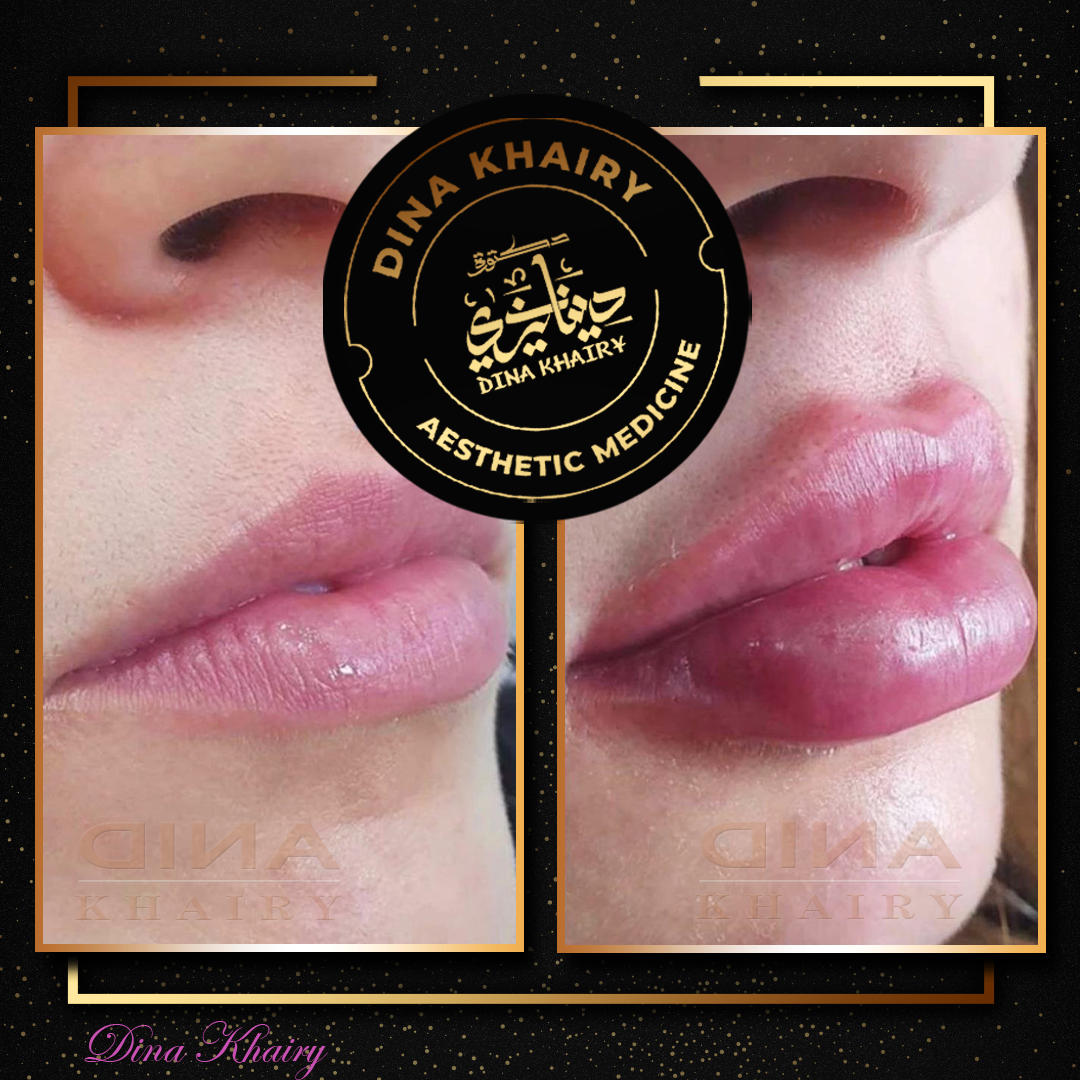 DINA KHAIRY
دكتورة
دينا خيري
DINA KHAIRY
AESTHETIC MEDICINE
DINA
KHAIRY
DINA
KHAIRY
Dina Khairy